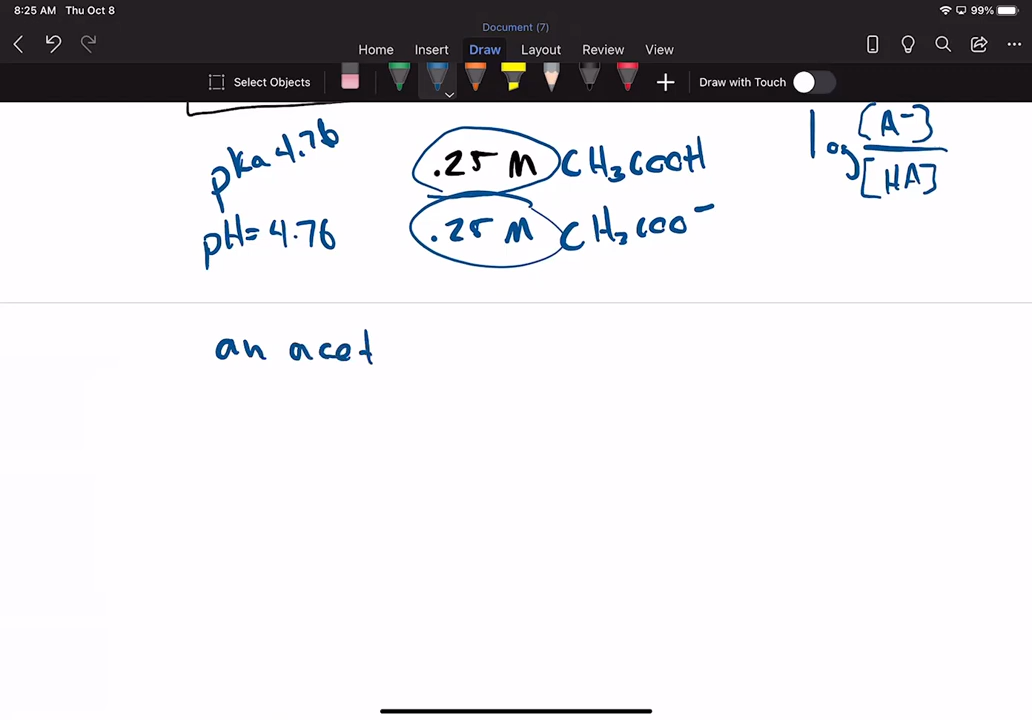 8:25 AM Thu Oct 8 99%
Document (7)
Home Insert Draw Layout Review View
Select Objects Draw with Touch
pka 4.76 .25 M CH₃COOH log [A⁻]/[HA]
pH= 4.76 .25 M CH₃COO⁻
an acet